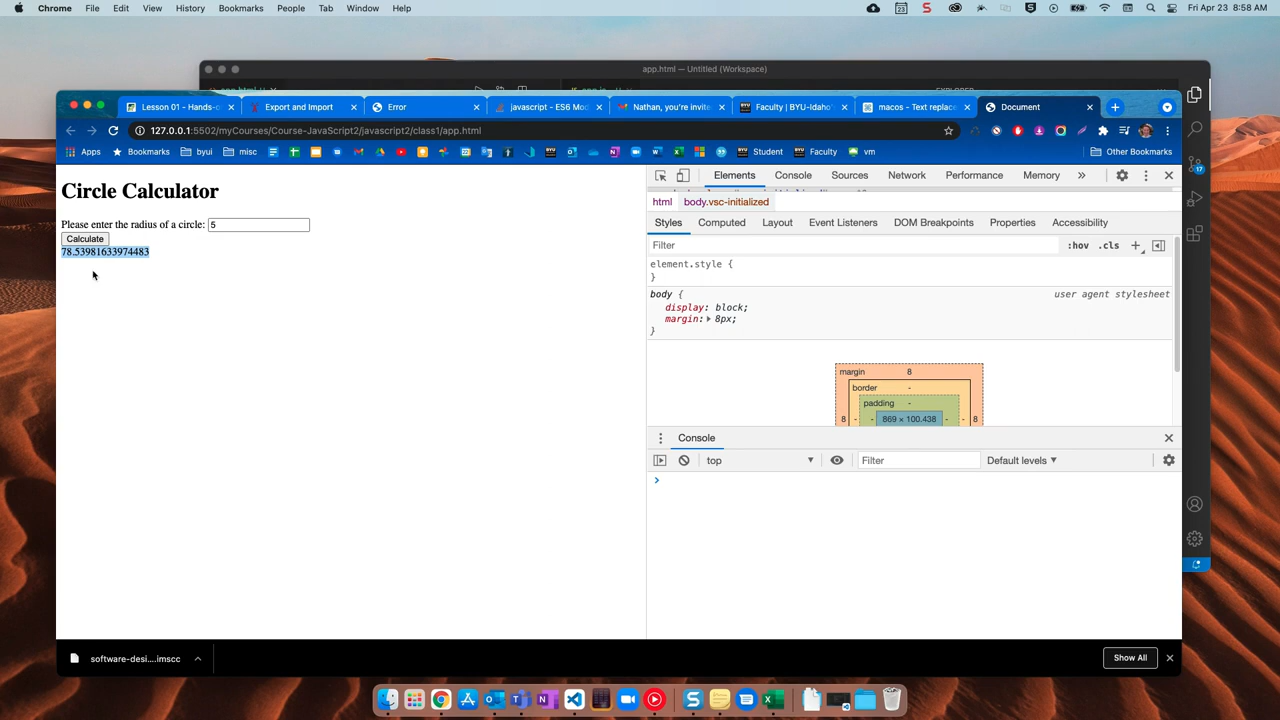 Chrome File Edit View History Bookmarks People Tab Window Help
23 Fri Apr 23 8:58 AM
app.html — Untitled (Workspace)
Lesson 01 - Hands-o
Export and Import
Error
javascript - ES6 Mod
Nathan, you're invite
Faculty | BYU-Idaho
macos - Text replace
Document
127.0.0.1:5502/myCourses/Course-JavaScript2/javascript2/class1/app.html
Apps Bookmarks byui misc Student Faculty vm Other Bookmarks
17
Circle Calculator
Please enter the radius of a circle: 5
Calculate
78.53981633974483
Elements Console Sources Network Performance Memory »
html body.vsc-initialized
Styles Computed Layout Event Listeners DOM Breakpoints Properties Accessibility
Filter :hov .cls +
element.style {
}
body { user agent stylesheet
display: block;
margin: 8px;
}
margin 8
border -
padding -
8 - - 869 × 100.438 - - 8
Console
top Filter Default levels
software-desi....imscc
Show All